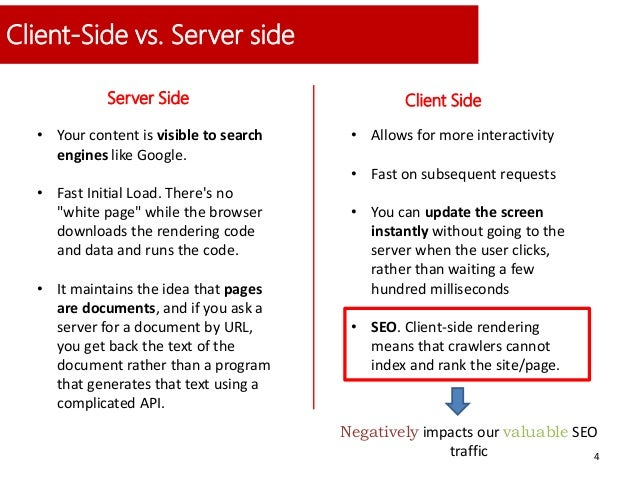 Client-Side vs. Server side
Server Side
• Your content is visible to search
engines like Google.
• Fast Initial Load. There's no
"white page" while the browser
downloads the rendering code
and data and runs the code.
• It maintains the idea that pages
are documents, and if you ask a
server for a document by URL,
you get back the text of the
document rather than a program
that generates that text using a
complicated API.
Client Side
• Allows for more interactivity
• Fast on subsequent requests
• You can update the screen
instantly without going to the
server when the user clicks,
rather than waiting a few
hundred milliseconds
• SEO. Client-side rendering
means that crawlers cannot
index and rank the site/page.
Negatively impacts our valuable SEO
traffic
4